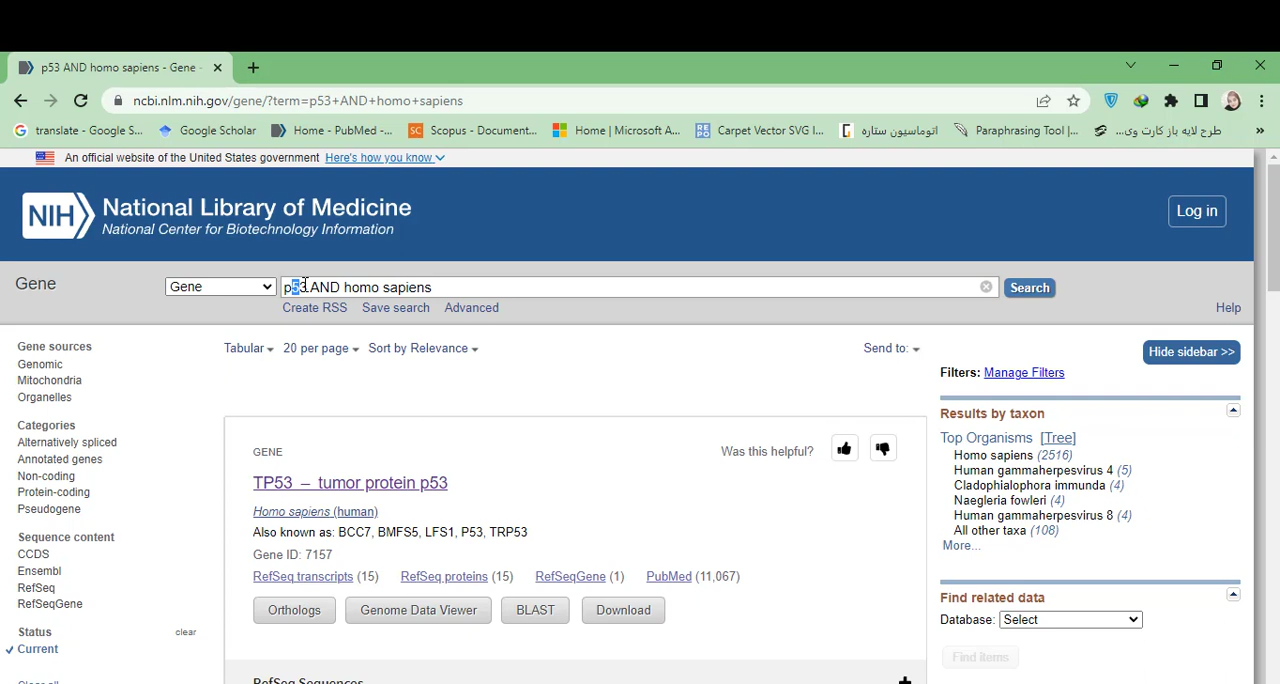 p53 AND homo sapiens - Gene -
ncbi.nlm.nih.gov/gene/?term=p53+AND+homo+sapiens
translate - Google S... Google Scholar Home - PubMed -... SC Scopus - Document... Home | Microsoft A... Carpet Vector SVG I... اتوماسیون ستاره Paraphrasing Tool |... طرح لایه باز کارت وی... »
An official website of the United States government Here's how you know
NIH National Library of Medicine
National Center for Biotechnology Information
Log in
Gene Gene p53 AND homo sapiens Search
Create RSS Save search Advanced Help
Gene sources
Genomic
Mitochondria
Organelles
Categories
Alternatively spliced
Annotated genes
Non-coding
Protein-coding
Pseudogene
Sequence content
CCDS
Ensembl
RefSeq
RefSeqGene
Status clear
Current
Tabular 20 per page Sort by Relevance Send to:
GENE Was this helpful?
TP53 – tumor protein p53
Homo sapiens (human)
Also known as: BCC7, BMFS5, LFS1, P53, TRP53
Gene ID: 7157
RefSeq transcripts (15) RefSeq proteins (15) RefSeqGene (1) PubMed (11,067)
Orthologs Genome Data Viewer BLAST Download
RefSeq Sequences
Hide sidebar >>
Filters: Manage Filters
Results by taxon
Top Organisms [Tree]
Homo sapiens (2516)
Human gammaherpesvirus 4 (5)
Cladophialophora immunda (4)
Naegleria fowleri (4)
Human gammaherpesvirus 8 (4)
All other taxa (108)
More...
Find related data
Database: Select
Find items